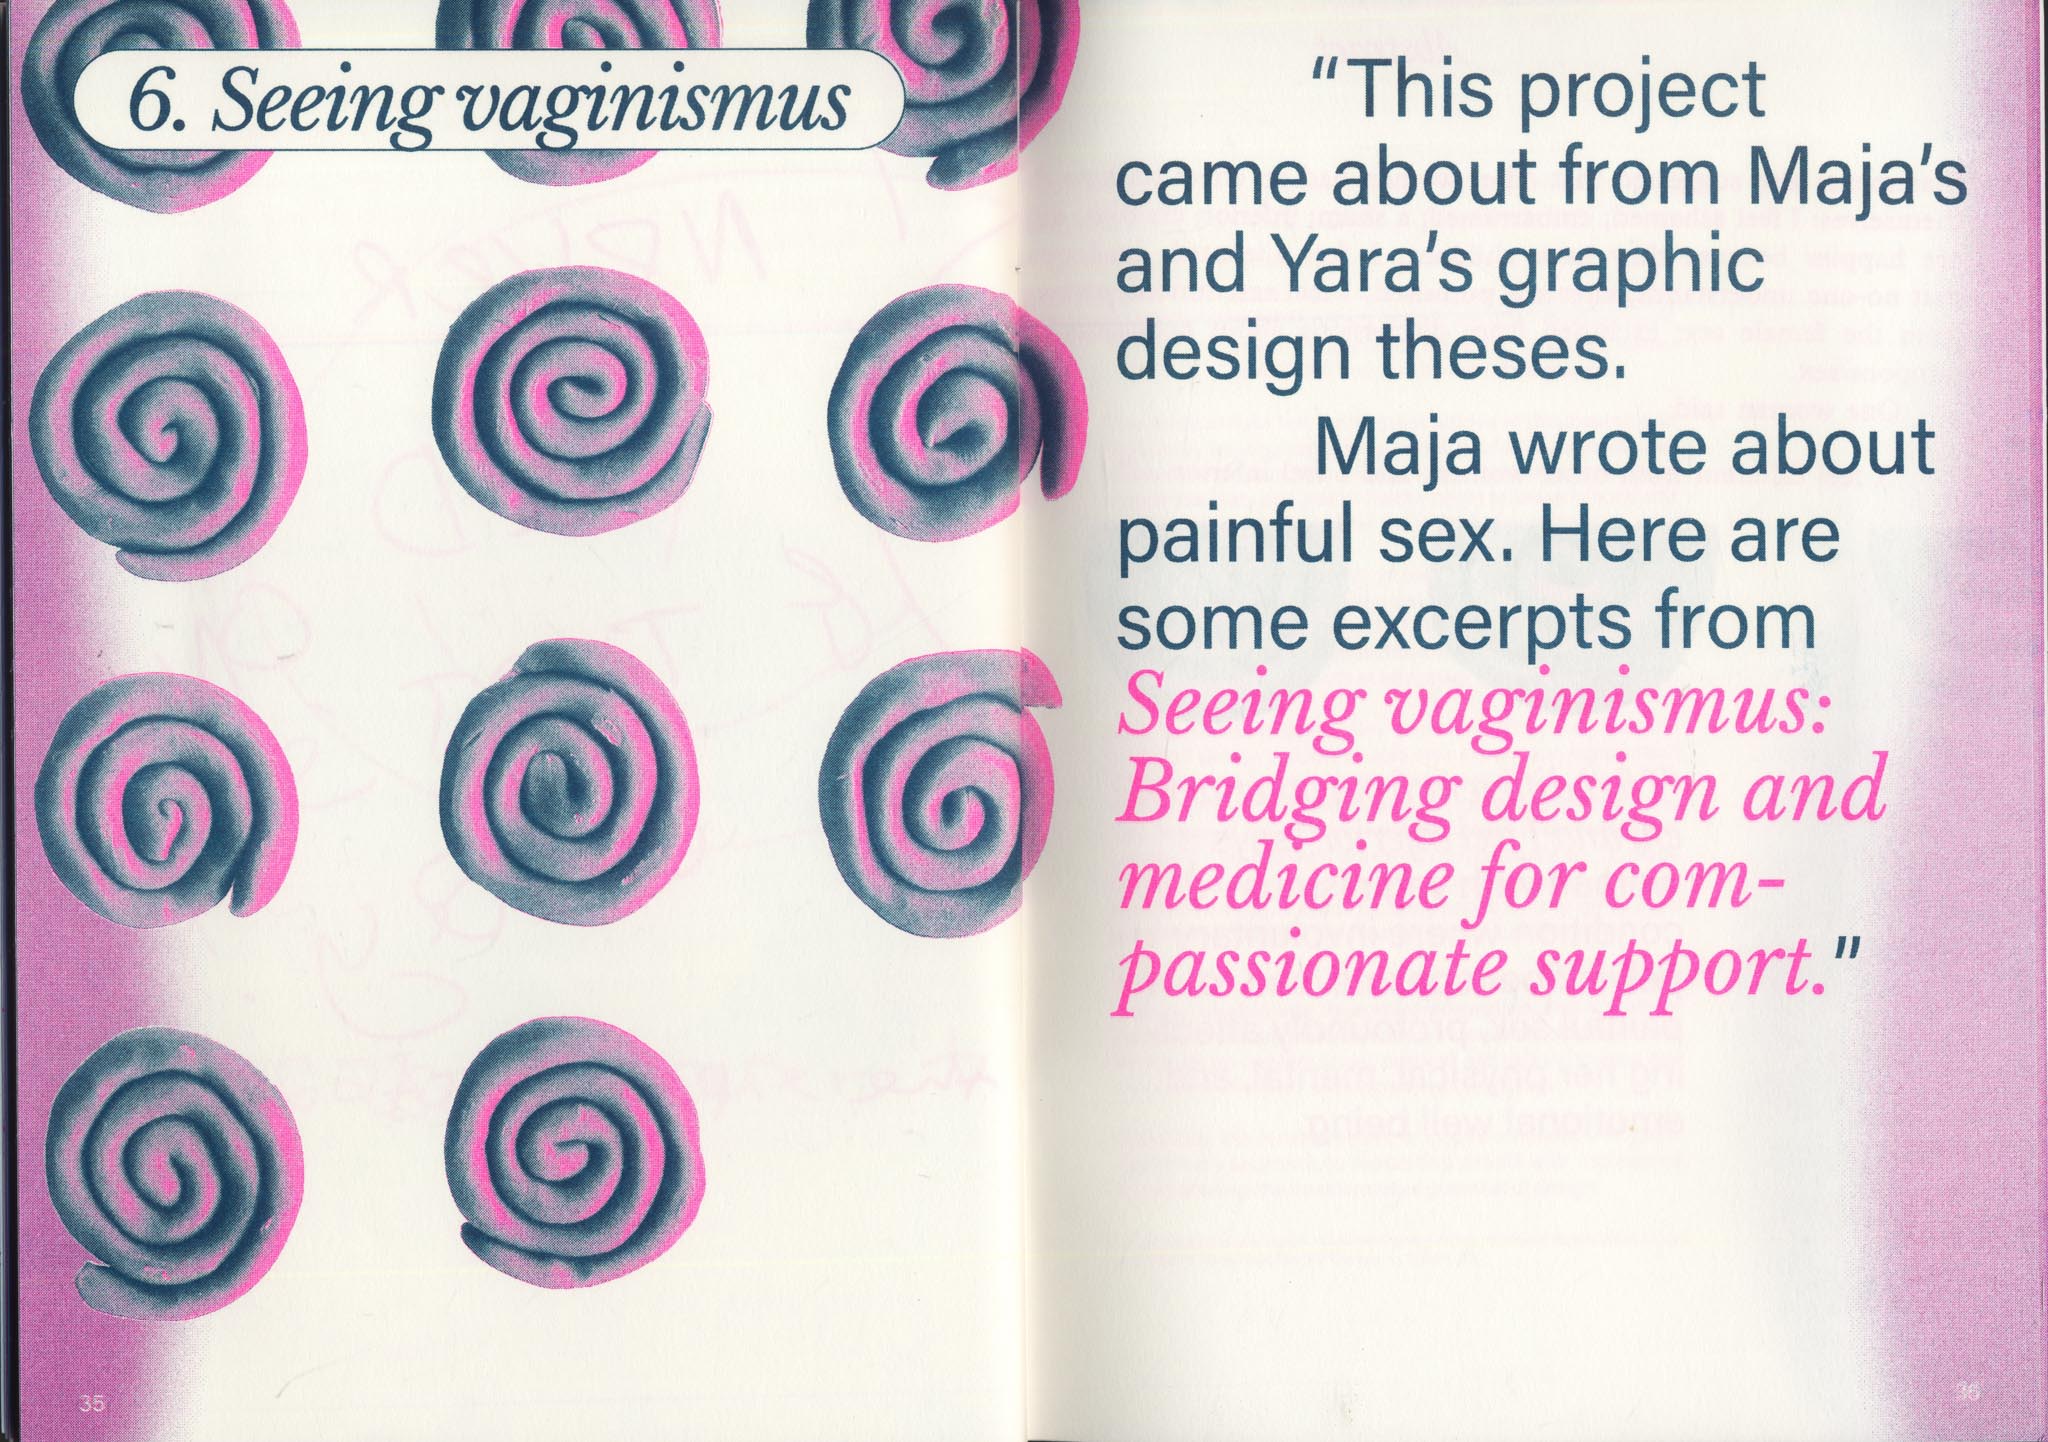 6. Seeing vaginismus
“This project
came about from Maja’s
and Yara’s graphic
design theses.
Maja wrote about
painful sex. Here are
some excerpts from
Seeing vaginismus:
Bridging design and
medicine for com-
passionate support.”
35
36